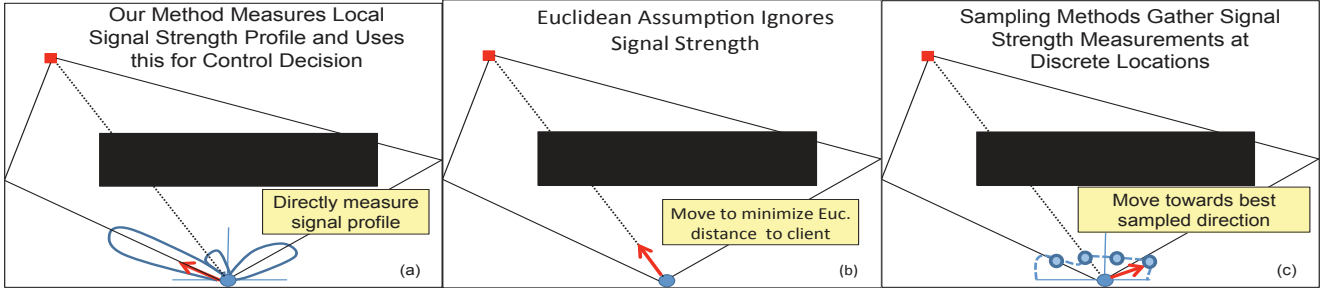 Our Method Measures Local
Signal Strength Profile and Uses
this for Control Decision
Directly measure
signal profile
(a)
Euclidean Assumption Ignores
Signal Strength
Move to minimize Euc.
distance to client
(b)
Sampling Methods Gather Signal
Strength Measurements at
Discrete Locations
Move towards best
sampled direction
(c)